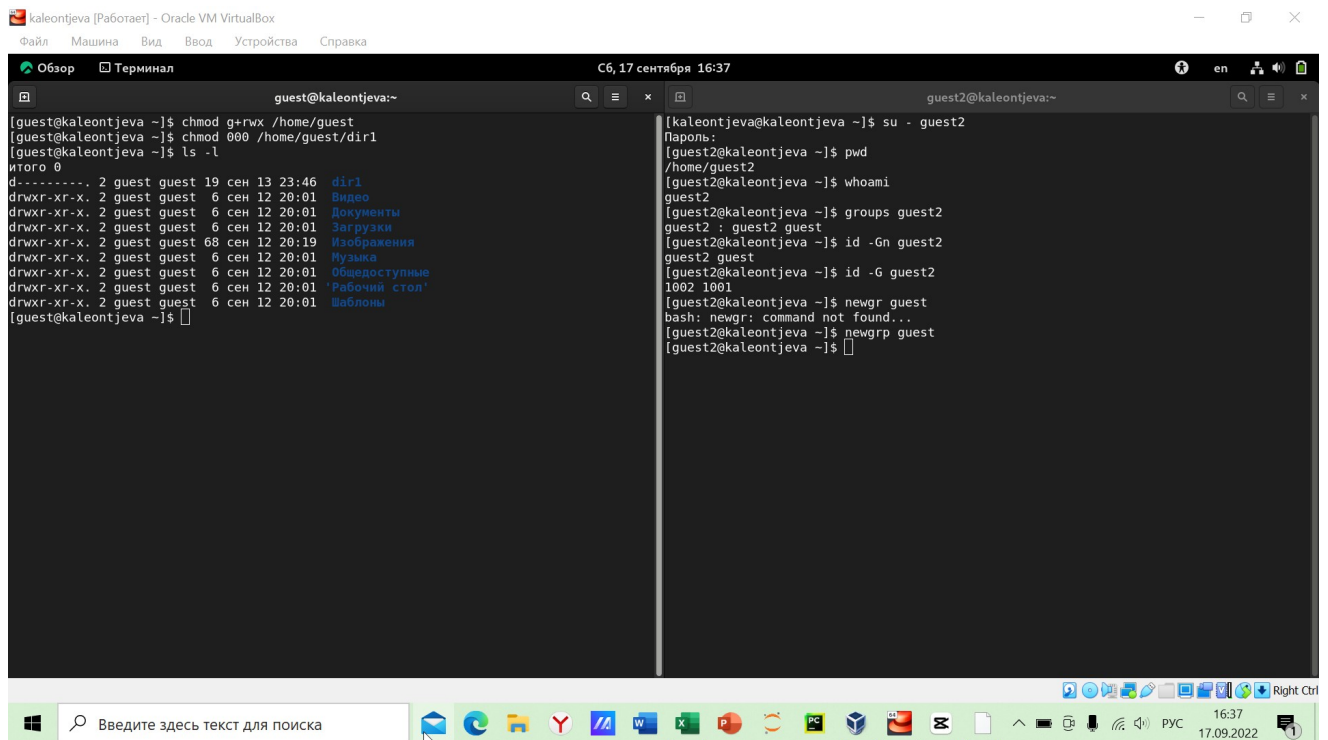 kaleontjeva [Работает] - Oracle VM VirtualBox
Файл Машина Вид Ввод Устройства Справка
Обзор Терминал Сб, 17 сентября 16:37 en
guest@kaleontjeva:~
[guest@kaleontjeva ~]$ chmod g+rwx /home/guest
[guest@kaleontjeva ~]$ chmod 000 /home/guest/dir1
[guest@kaleontjeva ~]$ ls -l
итого 0
d---------. 2 guest guest 19 сен 13 23:46 dir1
drwxr-xr-x. 2 guest guest 6 сен 12 20:01 Видео
drwxr-xr-x. 2 guest guest 6 сен 12 20:01 Документы
drwxr-xr-x. 2 guest guest 6 сен 12 20:01 Загрузки
drwxr-xr-x. 2 guest guest 68 сен 12 20:19 Изображения
drwxr-xr-x. 2 guest guest 6 сен 12 20:01 Музыка
drwxr-xr-x. 2 guest guest 6 сен 12 20:01 Общедоступные
drwxr-xr-x. 2 guest guest 6 сен 12 20:01 'Рабочий стол'
drwxr-xr-x. 2 guest guest 6 сен 12 20:01 Шаблоны
[guest@kaleontjeva ~]$
guest2@kaleontjeva:~
[kaleontjeva@kaleontjeva ~]$ su - guest2
Пароль:
[guest2@kaleontjeva ~]$ pwd
/home/guest2
[guest2@kaleontjeva ~]$ whoami
guest2
[guest2@kaleontjeva ~]$ groups guest2
guest2 : guest2 guest
[guest2@kaleontjeva ~]$ id -Gn guest2
guest2 guest
[guest2@kaleontjeva ~]$ id -G guest2
1002 1001
[guest2@kaleontjeva ~]$ newgr guest
bash: newgr: command not found...
[guest2@kaleontjeva ~]$ newgrp guest
[guest2@kaleontjeva ~]$
Right Ctrl
Введите здесь текст для поиска
РУС
16:37
17.09.2022
1